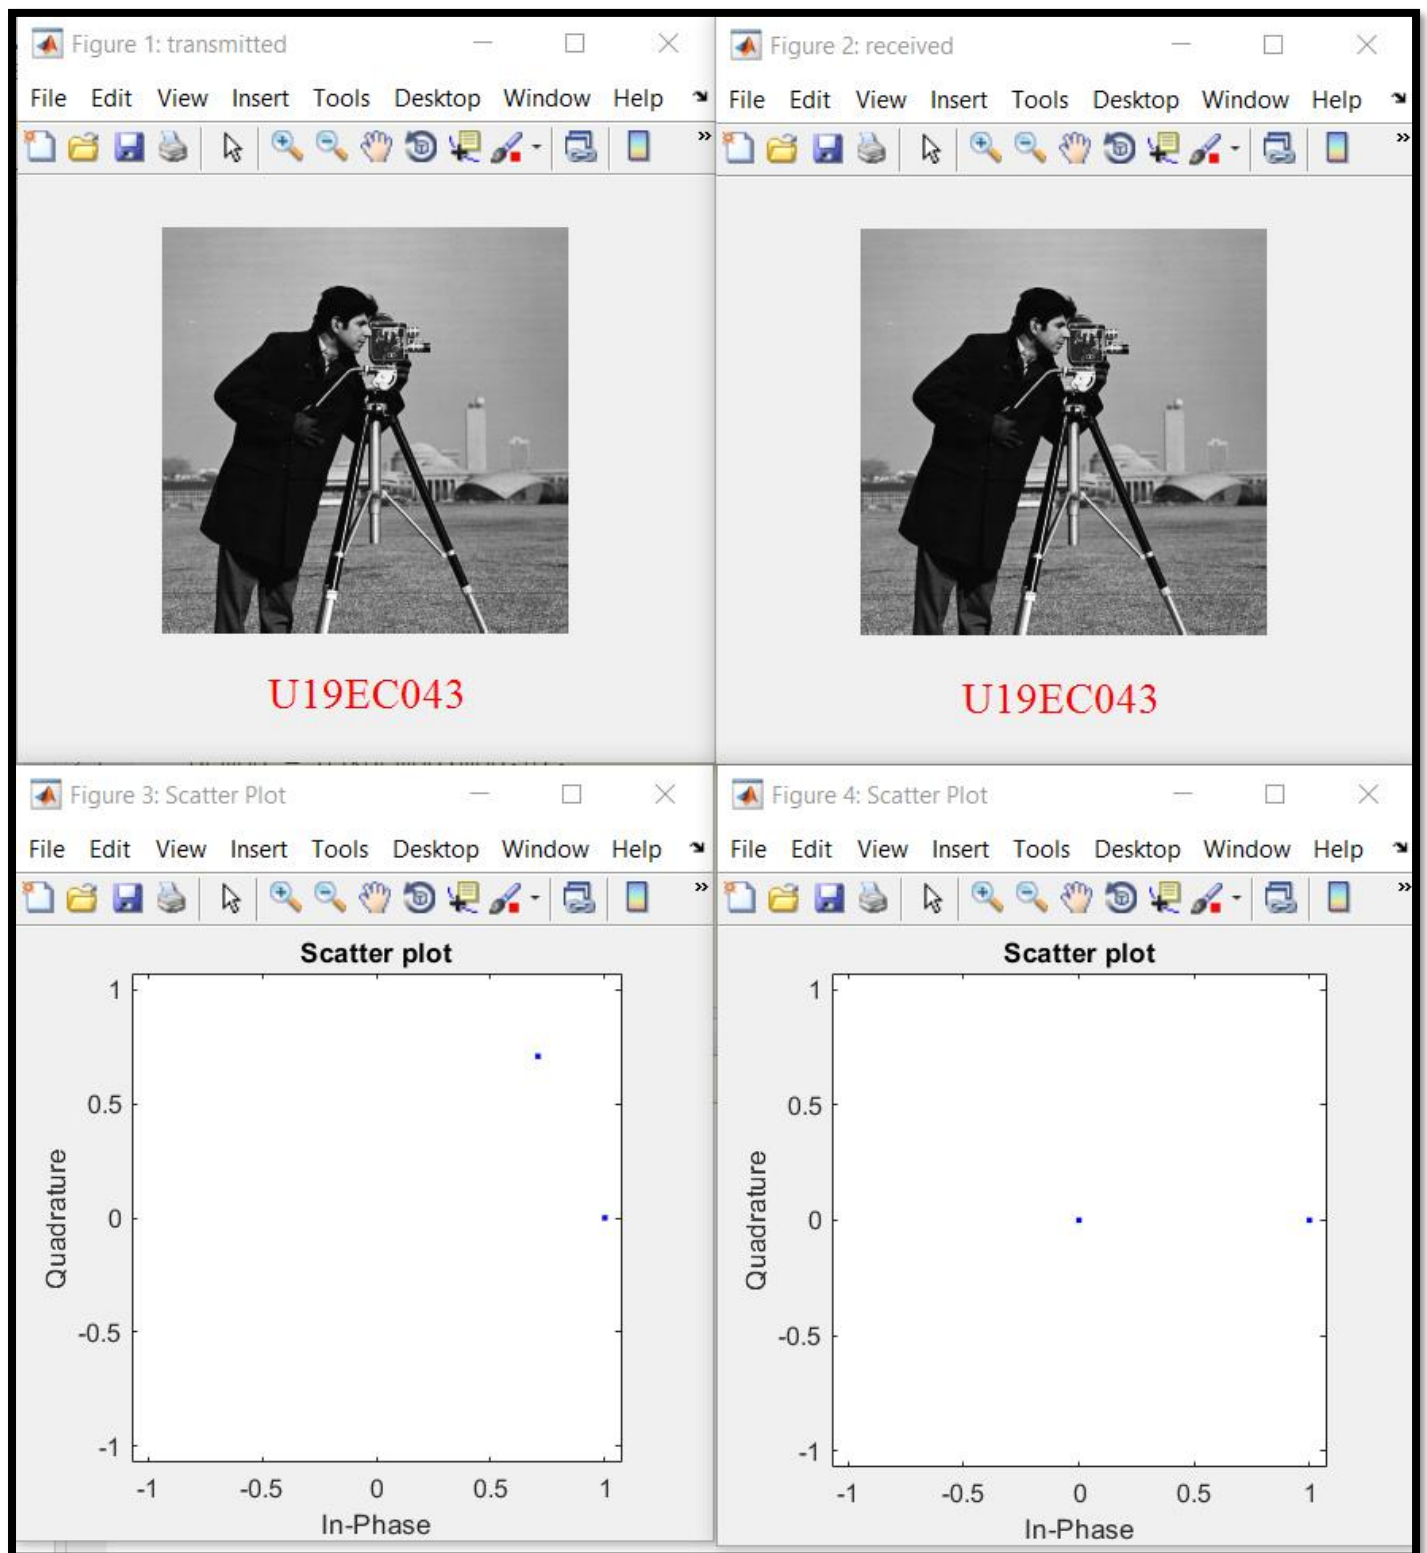 Figure 1: transmitted
File Edit View Insert Tools Desktop Window Help
U19EC043
Figure 2: received
File Edit View Insert Tools Desktop Window Help
U19EC043
Figure 3: Scatter Plot
File Edit View Insert Tools Desktop Window Help
Scatter plot
1
0.5
0
-0.5
-1
Quadrature
-1 -0.5 0 0.5 1
In-Phase
Figure 4: Scatter Plot
File Edit View Insert Tools Desktop Window Help
Scatter plot
1
0.5
0
-0.5
-1
Quadrature
-1 -0.5 0 0.5 1
In-Phase